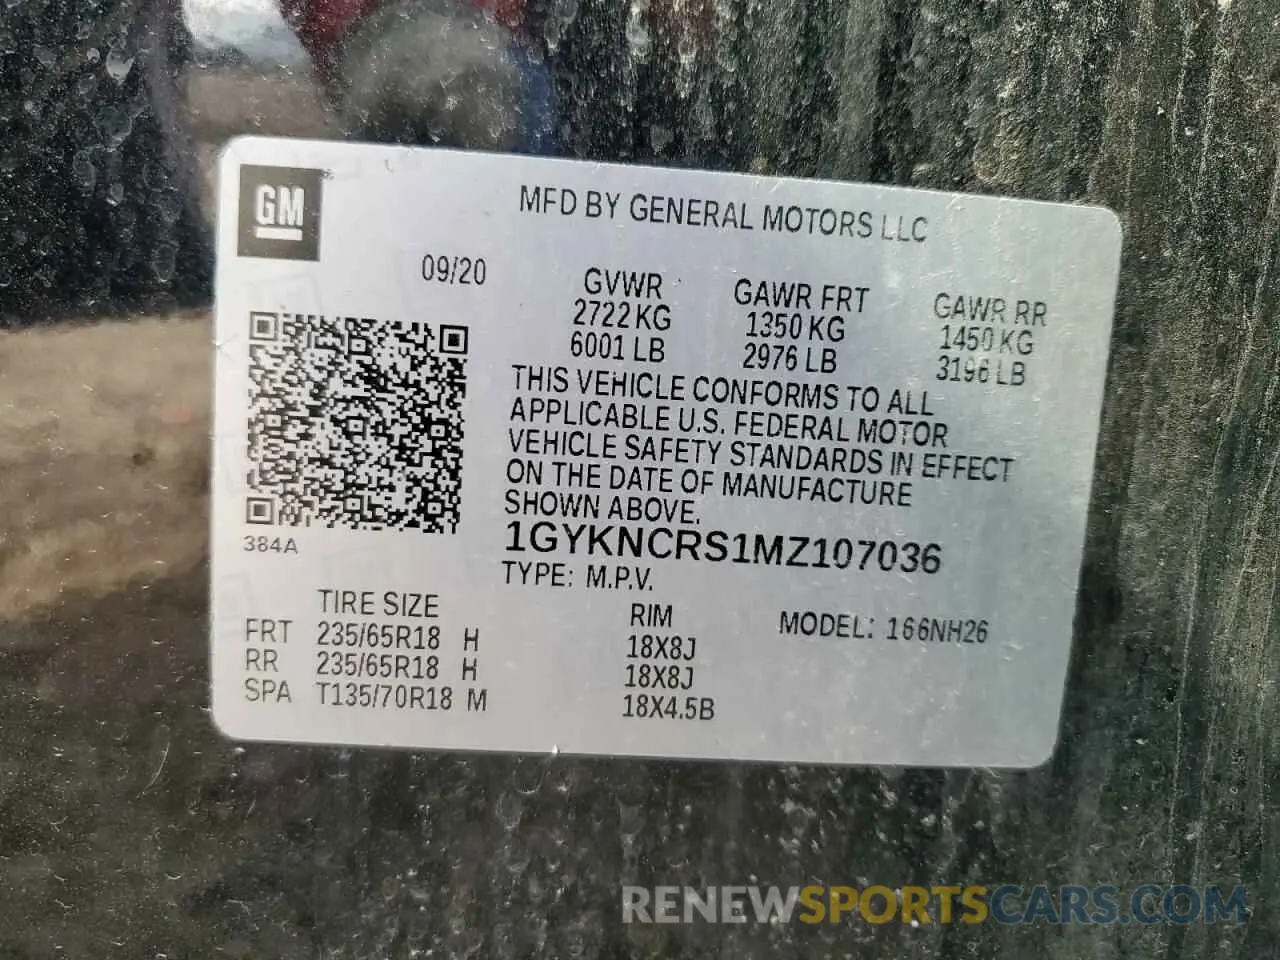 GM
MFD BY GENERAL MOTORS LLC
09/20
GVWR GAWR FRT GAWR RR
2722 KG 1350 KG 1450 KG
6001 LB 2976 LB 3196 LB
THIS VEHICLE CONFORMS TO ALL
APPLICABLE U.S. FEDERAL MOTOR
VEHICLE SAFETY STANDARDS IN EFFECT
ON THE DATE OF MANUFACTURE
SHOWN ABOVE.
384A
1GYKNCRS1MZ107036
TYPE: M.P.V.
TIRE SIZE RIM MODEL: 166NH26
FRT 235/65R18 H 18X8J
RR 235/65R18 H 18X8J
SPA T135/70R18 M 18X4.5B
RENEWSPORTSCARS.COM